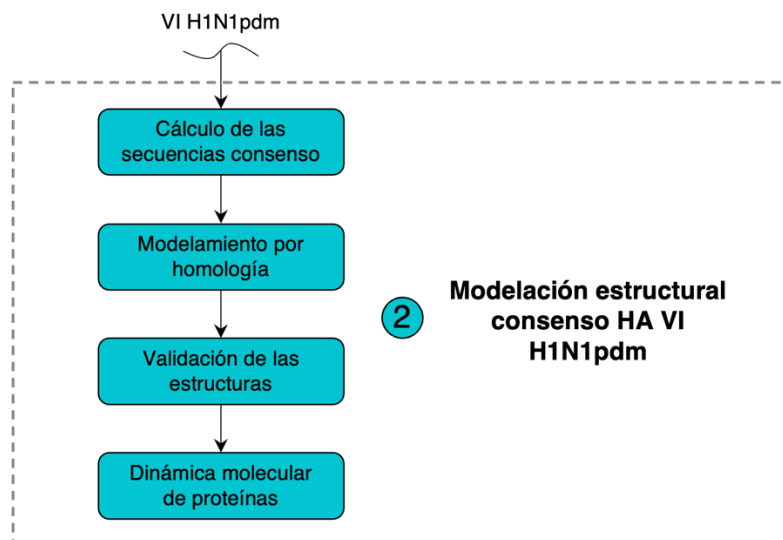 VI H1N1pdm
Cálculo de las
secuencias consenso
Modelamiento por
homología
2
Modelación estructural
consenso HA VI
H1N1pdm
Validación de las
estructuras
Dinámica molecular
de proteínas